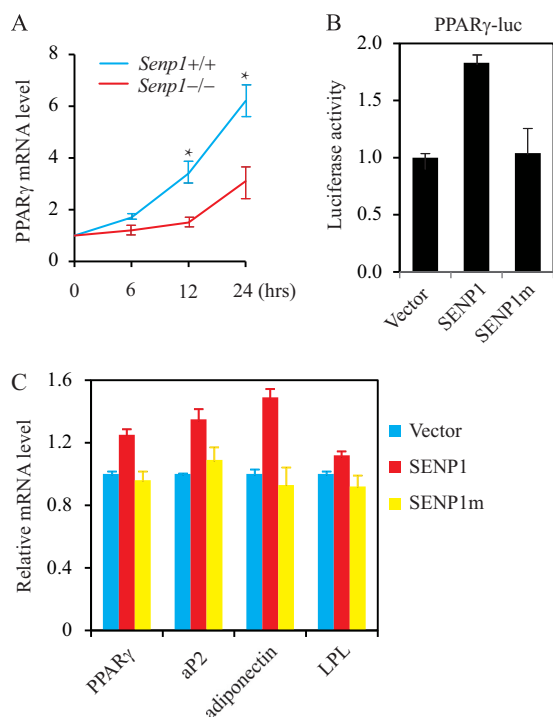 A
Senp1+/+
Senp1–/–
PPARγ mRNA level
8
6
4
2
0
0 6 12 24 (hrs)
*
*
B
PPARγ-luc
Luciferase activity
2.0
1.5
1.0
0.5
0.0
Vector
SENP1
SENP1m
C
Relative mRNA level
1.6
1.2
0.8
0.4
0
PPARγ
aP2
adiponectin
LPL
Vector
SENP1
SENP1m